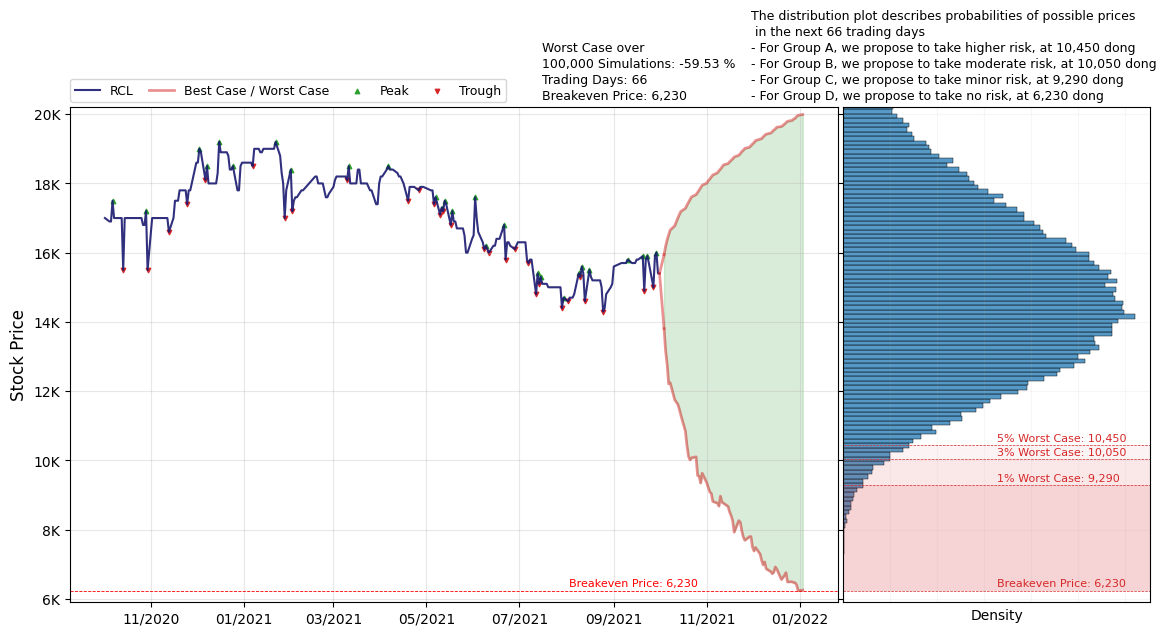 The distribution plot describes probabilities of possible prices
in the next 66 trading days
- For Group A, we propose to take higher risk, at 10,450 dong
- For Group B, we propose to take moderate risk, at 10,050 dong
- For Group C, we propose to take minor risk, at 9,290 dong
- For Group D, we propose to take no risk, at 6,230 dong
Worst Case over
100,000 Simulations: -59.53 %
Trading Days: 66
Breakeven Price: 6,230
RCL
Best Case / Worst Case
Peak
Trough
Stock Price
20K
18K
16K
14K
12K
10K
8K
6K
5% Worst Case: 10,450
3% Worst Case: 10,050
1% Worst Case: 9,290
Breakeven Price: 6,230
Breakeven Price: 6,230
11/2020
01/2021
03/2021
05/2021
07/2021
09/2021
11/2021
01/2022
Density